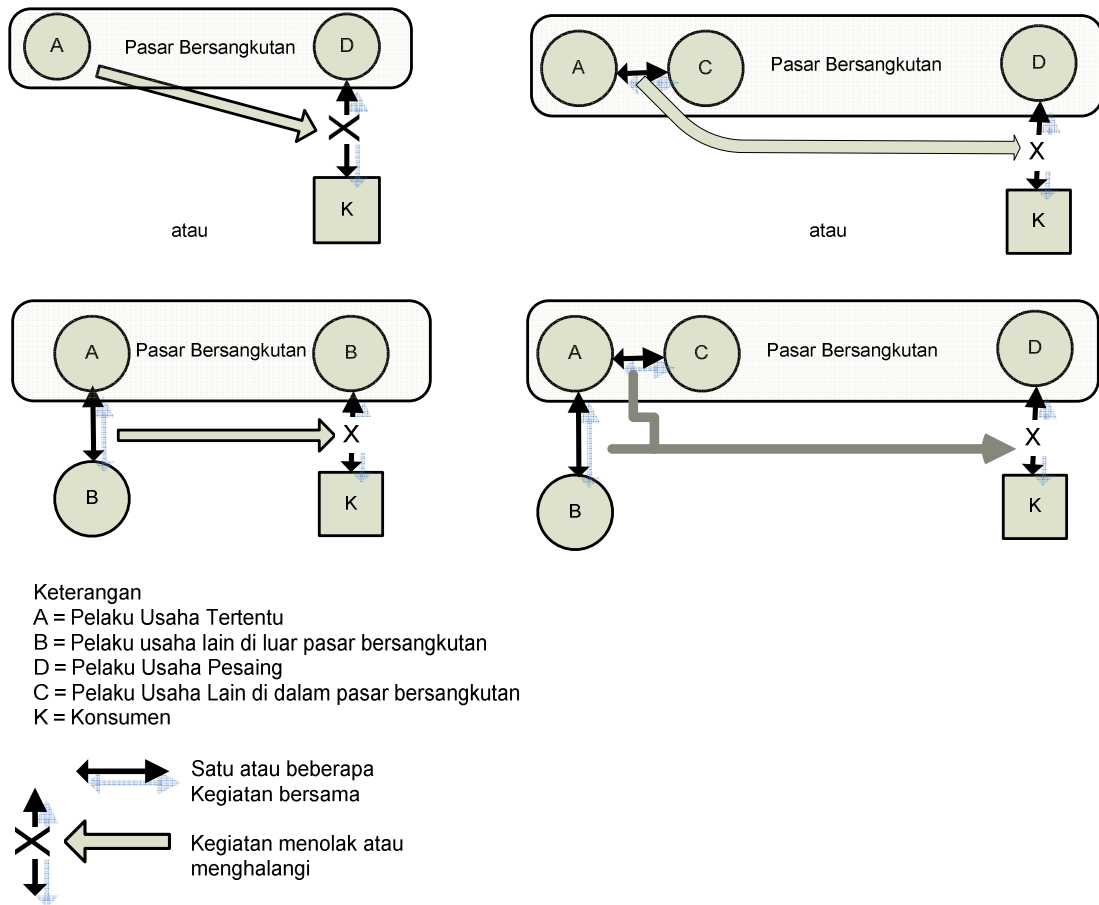 A Pasar Bersangkutan D
X
K
atau
A C Pasar Bersangkutan D
X
K
atau
A Pasar Bersangkutan B
X
B
K
A C Pasar Bersangkutan D
X
B
K
Keterangan
A = Pelaku Usaha Tertentu
B = Pelaku usaha lain di luar pasar bersangkutan
D = Pelaku Usaha Pesaing
C = Pelaku Usaha Lain di dalam pasar bersangkutan
K = Konsumen
Satu atau beberapa
Kegiatan bersama
X
Kegiatan menolak atau
menghalangi